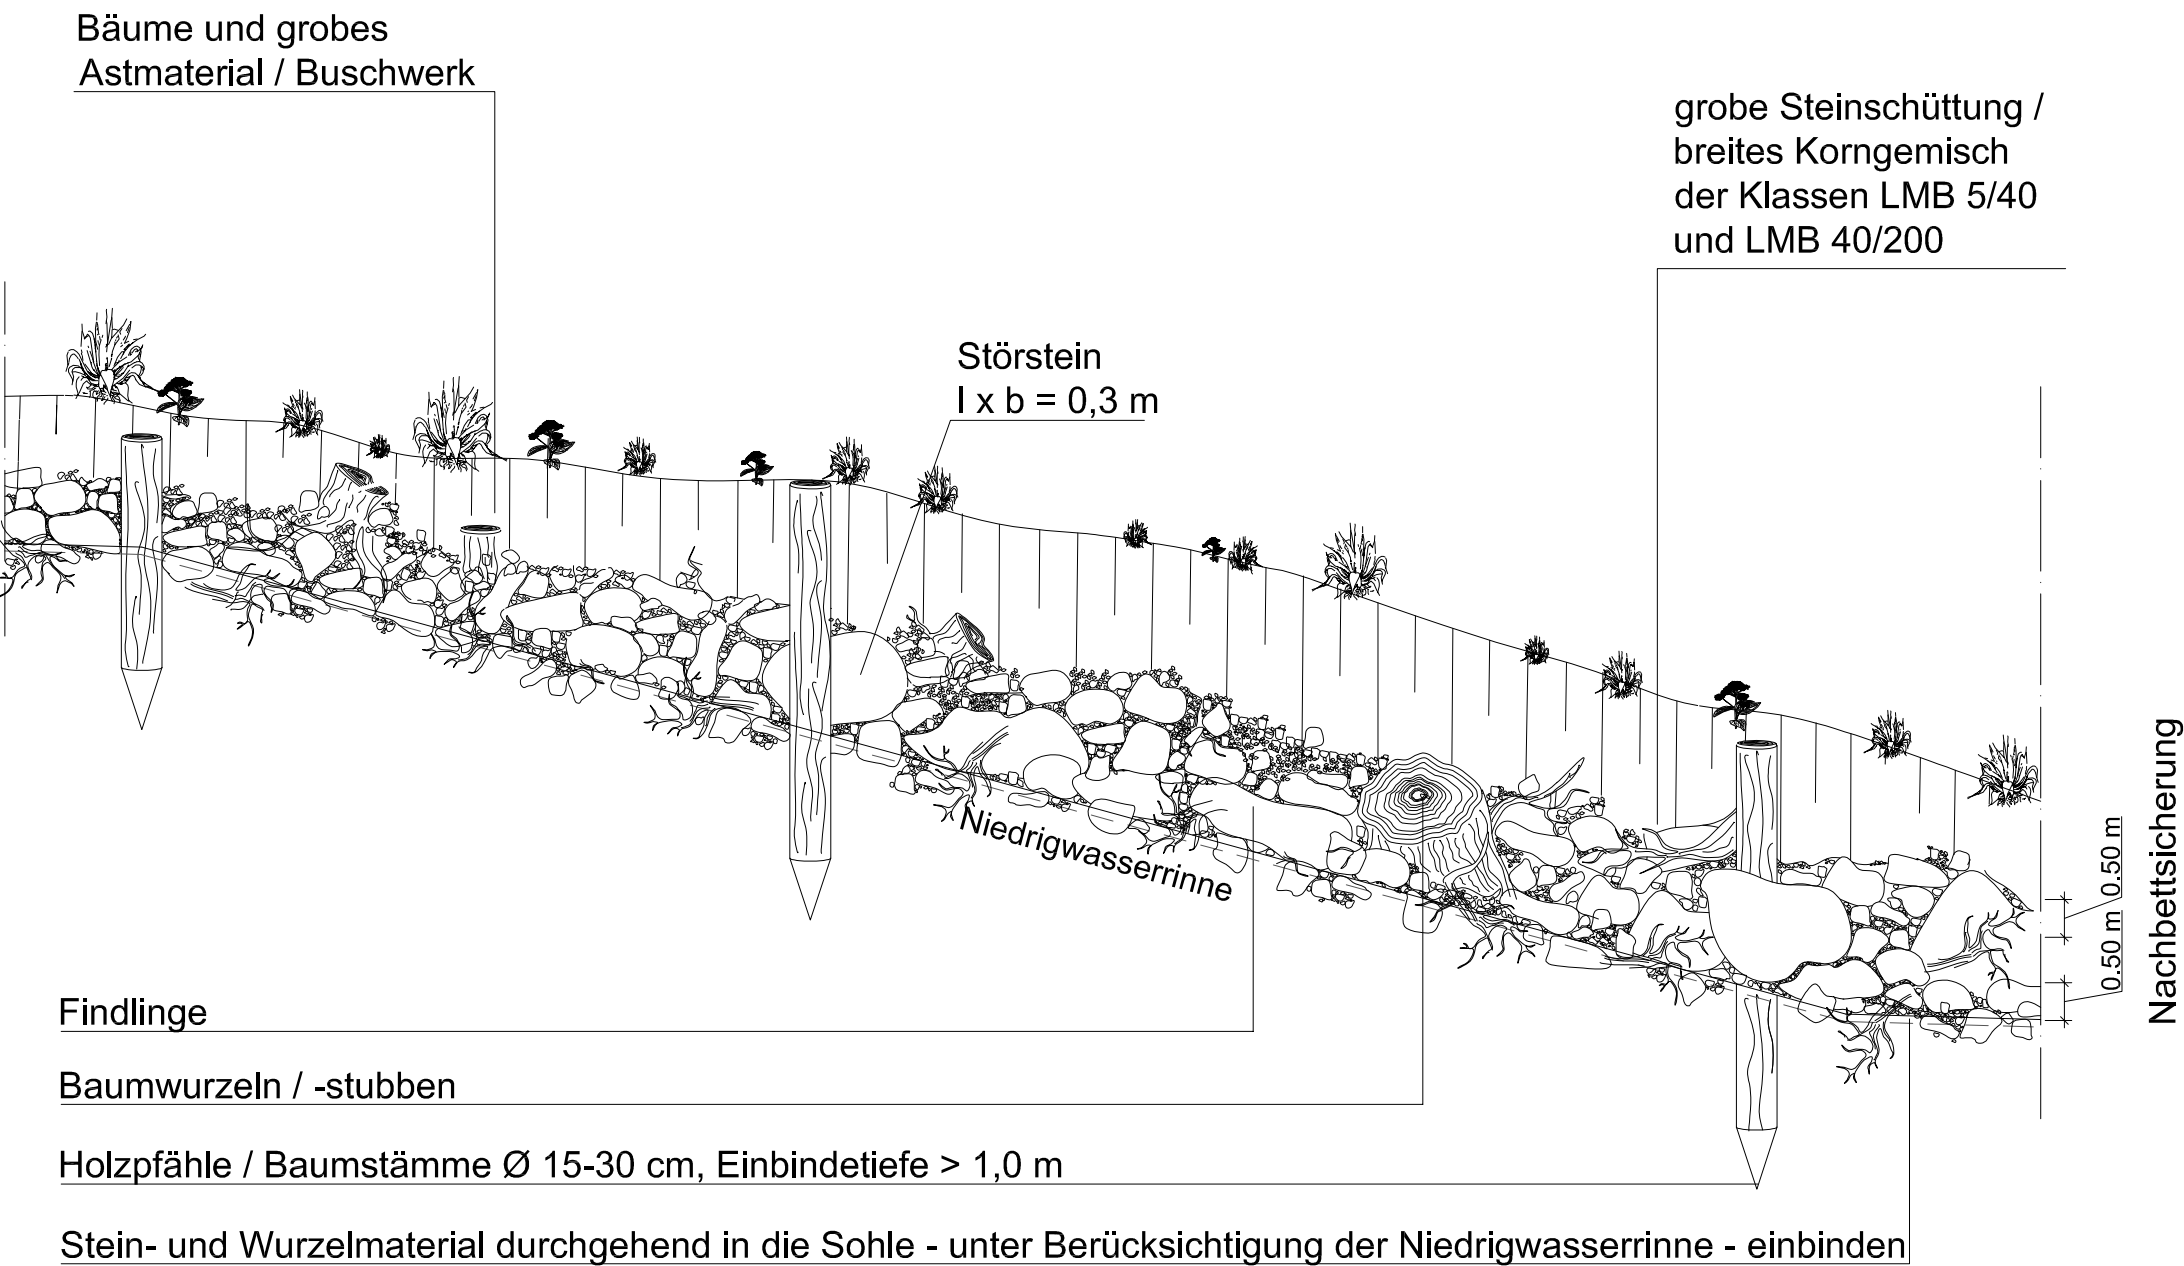 Bäume und grobes
Astmaterial / Buschwerk
grobe Steinschüttung /
breites Korngemisch
der Klassen LMB 5/40
und LMB 40/200
Störstein
l x b = 0,3 m
Niedrigwasserrinne
0.50 m
0.50 m
Nachbettsicherung
Findlinge
Baumwurzeln / -stubben
Holzpfähle / Baumstämme Ø 15-30 cm, Einbindetiefe > 1,0 m
Stein- und Wurzelmaterial durchgehend in die Sohle - unter Berücksichtigung der Niedrigwasserrinne - einbinden